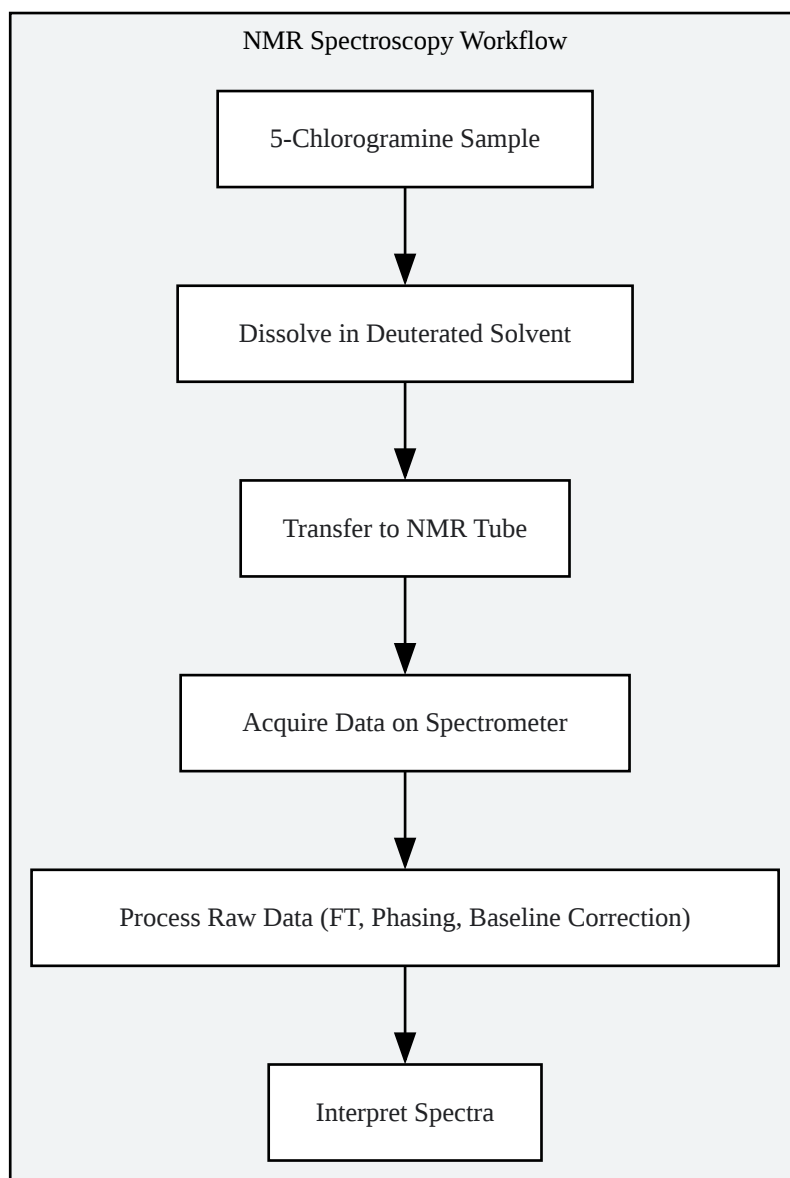 NMR Spectroscopy Workflow
5-Chlorogramine Sample
Dissolve in Deuterated Solvent
Transfer to NMR Tube
Acquire Data on Spectrometer
Process Raw Data (FT, Phasing, Baseline Correction)
Interpret Spectra